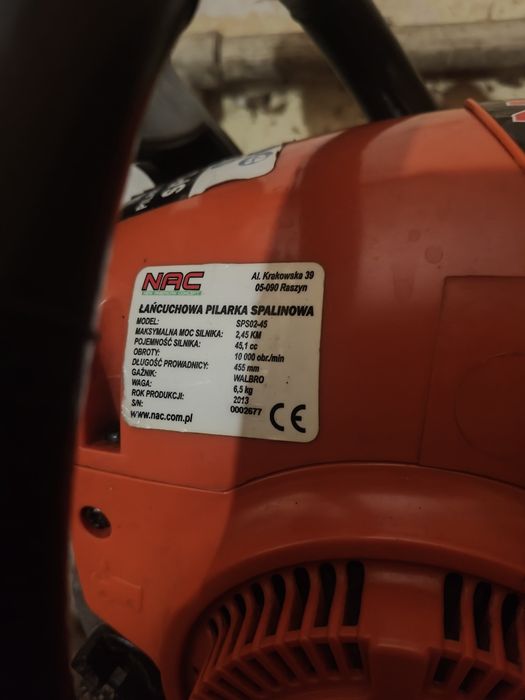 NAC
Al. Krakowska 39
05-090 Raszyn
ŁAŃCUCHOWA PILARKA SPALINOWA
MODEL: SPS02-45
MAKSYMALNA MOC SILNIKA: 2,45 KM
POJEMNOŚĆ SILNIKA: 45,1 cc
OBROTY: 10 000 obr./min
DŁUGOŚĆ PROWADNICY: 455 mm
GAŹNIK: WALBRO
WAGA: 6,5 kg
ROK PRODUKCJI: 2013
S/N: 0002677
www.nac.com.pl
CE